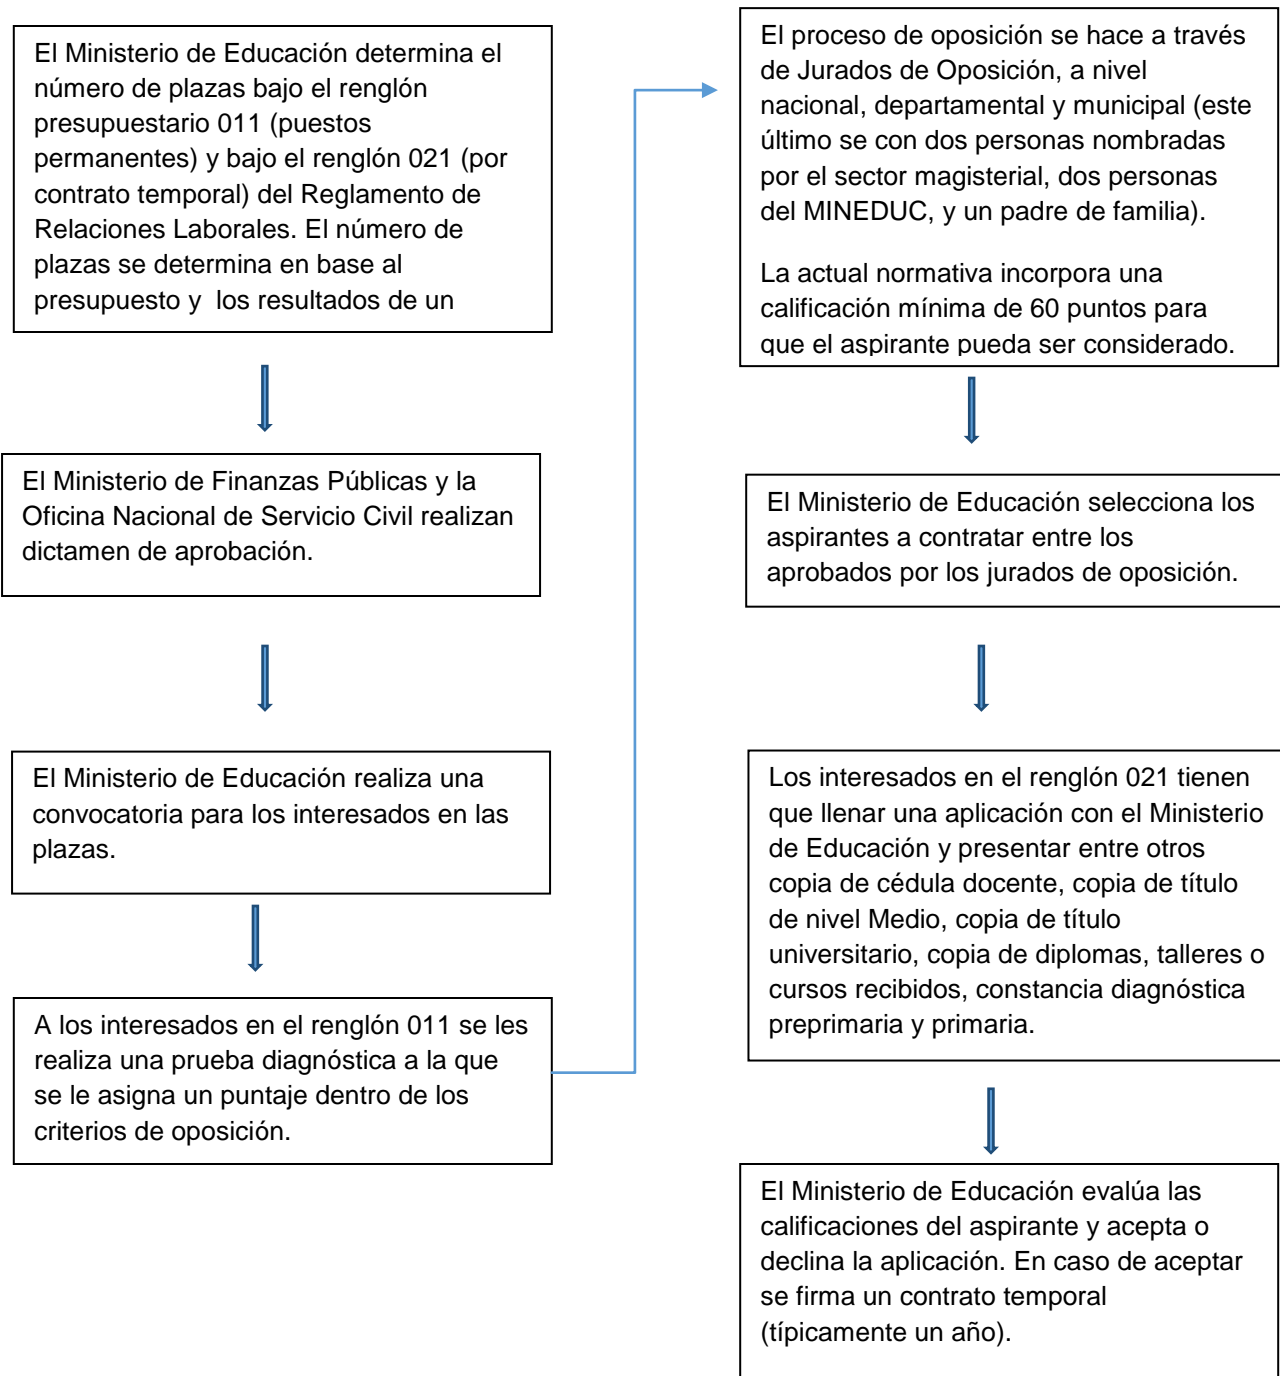 El Ministerio de Educación determina el
número de plazas bajo el renglón
presupuestario 011 (puestos
permanentes) y bajo el renglón 021 (por
contrato temporal) del Reglamento de
Relaciones Laborales. El número de
plazas se determina en base al
presupuesto y  los resultados de un
El Ministerio de Finanzas Públicas y la
Oficina Nacional de Servicio Civil realizan
dictamen de aprobación.
El Ministerio de Educación realiza una
convocatoria para los interesados en las
plazas.
A los interesados en el renglón 011 se les
realiza una prueba diagnóstica a la que
se le asigna un puntaje dentro de los
criterios de oposición.
El proceso de oposición se hace a través
de Jurados de Oposición, a nivel
nacional, departamental y municipal (este
último se con dos personas nombradas
por el sector magisterial, dos personas
del MINEDUC, y un padre de familia).
La actual normativa incorpora una
calificación mínima de 60 puntos para
que el aspirante pueda ser considerado.
El Ministerio de Educación selecciona los
aspirantes a contratar entre los
aprobados por los jurados de oposición.
Los interesados en el renglón 021 tienen
que llenar una aplicación con el Ministerio
de Educación y presentar entre otros
copia de cédula docente, copia de título
de nivel Medio, copia de título
universitario, copia de diplomas, talleres o
cursos recibidos, constancia diagnóstica
preprimaria y primaria.
El Ministerio de Educación evalúa las
calificaciones del aspirante y acepta o
declina la aplicación. En caso de aceptar
se firma un contrato temporal
(típicamente un año).